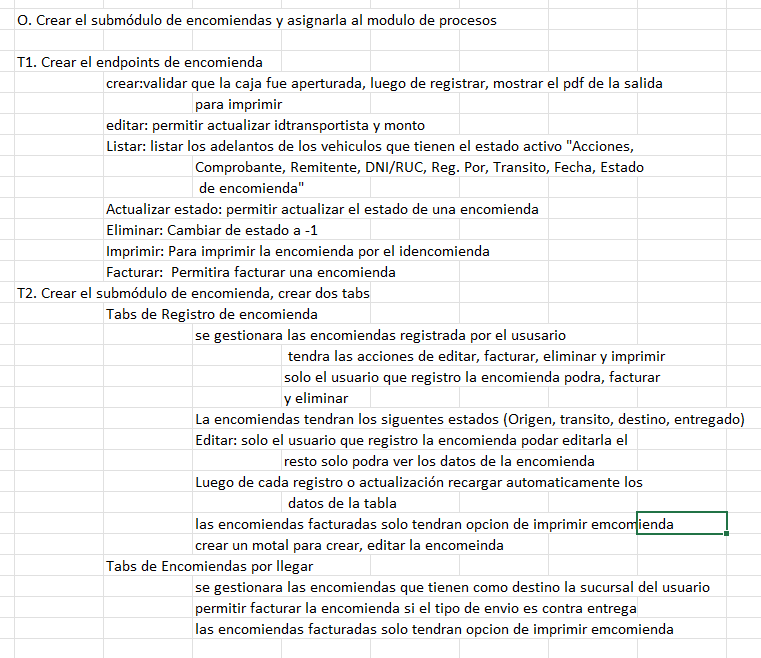 O. Crear el submódulo de encomiendas y asignarla al modulo de procesos
T1. Crear el endpoints de encomienda
crear:validar que la caja fue aperturada, luego de registrar, mostrar el pdf de la salida
para imprimir
editar: permitir actualizar idtransportista y monto
Listar: listar los adelantos de los vehiculos que tienen el estado activo "Acciones,
Comprobante, Remitente, DNI/RUC, Reg. Por, Transito, Fecha, Estado
de encomienda"
Actualizar estado: permitir actualizar el estado de una encomienda
Eliminar: Cambiar de estado a -1
Imprimir: Para imprimir la encomienda por el idencomienda
Facturar:  Permitira facturar una encomienda
T2. Crear el submódulo de encomienda, crear dos tabs
Tabs de Registro de encomienda
se gestionara las encomiendas registrada por el ususario
tendra las acciones de editar, facturar, eliminar y imprimir
solo el usuario que registro la encomienda podra, facturar
y eliminar
La encomiendas tendran los siguentes estados (Origen, transito, destino, entregado)
Editar: solo el usuario que registro la encomienda podar editarla el
resto solo podra ver los datos de la encomienda
Luego de cada registro o actualización recargar automaticamente los
datos de la tabla
las encomiendas facturadas solo tendran opcion de imprimir emcomienda
crear un motal para crear, editar la encomeinda
Tabs de Encomiendas por llegar
se gestionara las encomiendas que tienen como destino la sucursal del usuario
permitir facturar la encomienda si el tipo de envio es contra entrega
las encomiendas facturadas solo tendran opcion de imprimir emcomienda